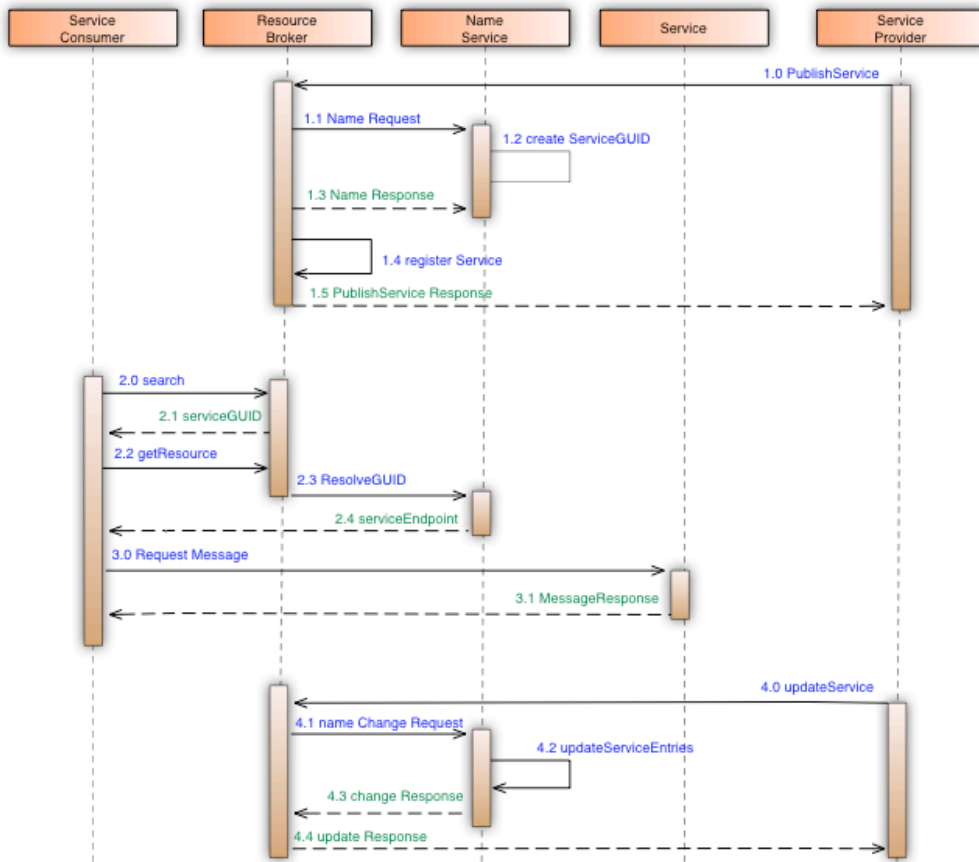 Service
Consumer
Resource
Broker
Name
Service
Service
Service
Provider
1.0 PublishService
1.1 Name Request
1.2 create ServiceGUID
1.3 Name Response
1.4 register Service
1.5 PublishService Response
2.0 search
2.1 serviceGUID
2.2 getResource
2.3 ResolveGUID
2.4 serviceEndpoint
3.0 Request Message
3.1 MessageResponse
4.0 updateService
4.1 name Change Request
4.2 updateServiceEntries
4.3 change Response
4.4 update Response